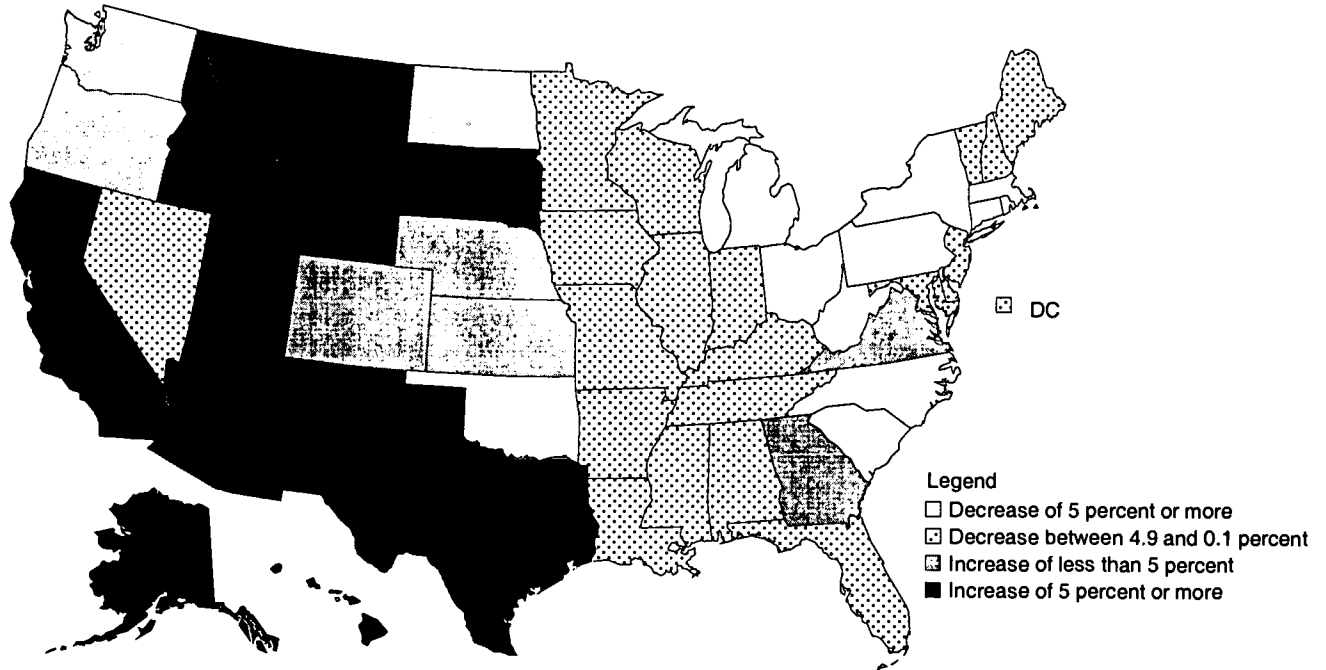 DC
Legend
Decrease of 5 percent or more
Decrease between 4.9 and 0.1 percent
Increase of less than 5 percent
Increase of 5 percent or more